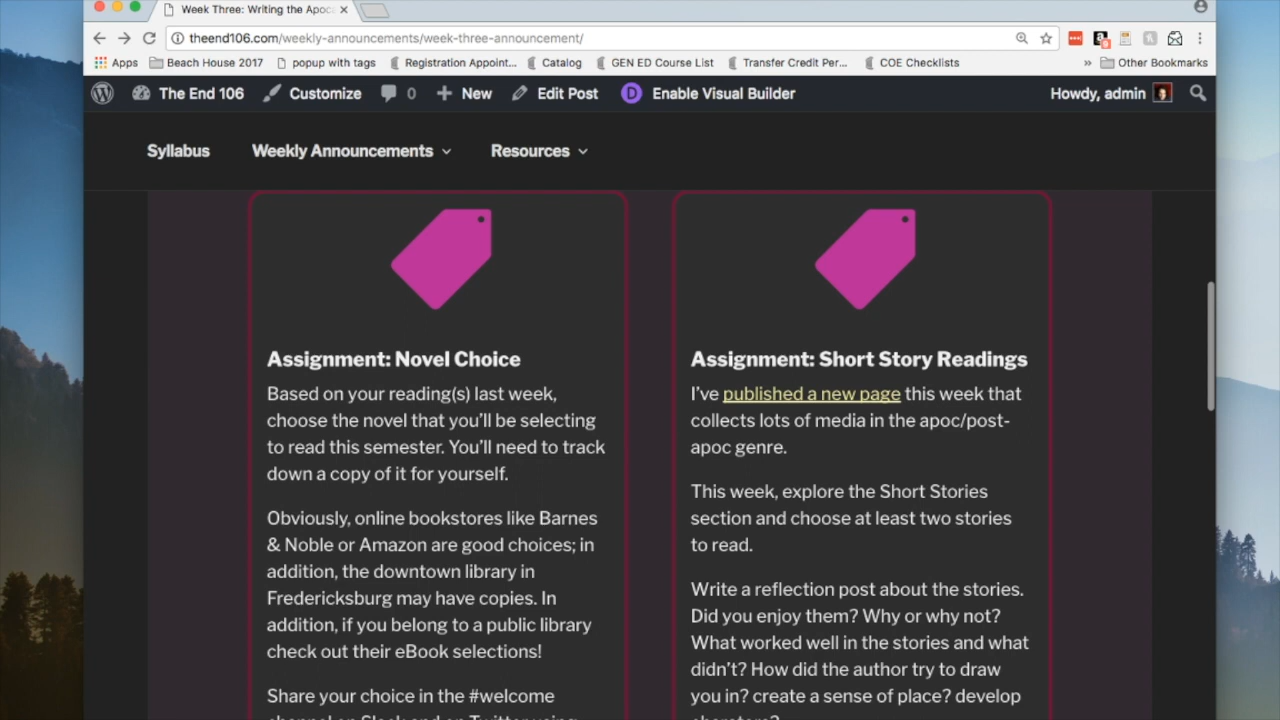 Week Three: Writing the Apoc
theend106.com/weekly-announcements/week-three-announcement/
Apps Beach House 2017 popup with tags Registration Appoint... Catalog GEN ED Course List Transfer Credit Per... COE Checklists » Other Bookmarks
The End 106 Customize 0 New Edit Post D Enable Visual Builder Howdy, admin
Syllabus Weekly Announcements Resources
Assignment: Novel Choice
Based on your reading(s) last week,
choose the novel that you'll be selecting
to read this semester. You'll need to track
down a copy of it for yourself.
Obviously, online bookstores like Barnes
& Noble or Amazon are good choices; in
addition, the downtown library in
Fredericksburg may have copies. In
addition, if you belong to a public library
check out their eBook selections!
Share your choice in the #welcome
channel on Slack and on Twitter using
Assignment: Short Story Readings
I've published a new page this week that
collects lots of media in the apoc/post-
apoc genre.
This week, explore the Short Stories
section and choose at least two stories
to read.
Write a reflection post about the stories.
Did you enjoy them? Why or why not?
What worked well in the stories and what
didn't? How did the author try to draw
you in? create a sense of place? develop